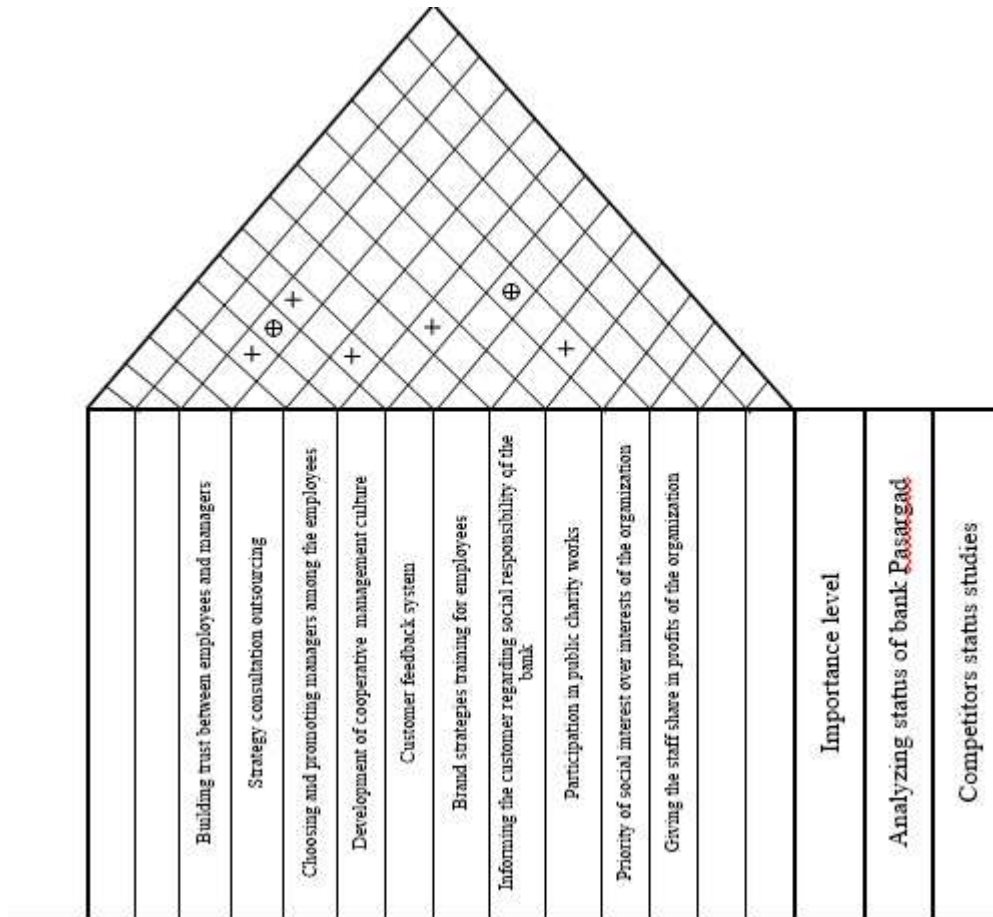 +
⊕
+
+
+
⊕
+
Building trust between employees and managers
Strategy consultation outsourcing
Choosing and promoting managers among the employees
Development of cooperative management culture
Customer feedback system
Brand strategies training for employees
Informing the customer regarding social responsibility of the
bank
Participation in public charity works
Priority of social interest over interests of the organization
Giving the staff share in profits of the organization
Importance level
Analyzing status of bank Pasargad
Competitors status studies